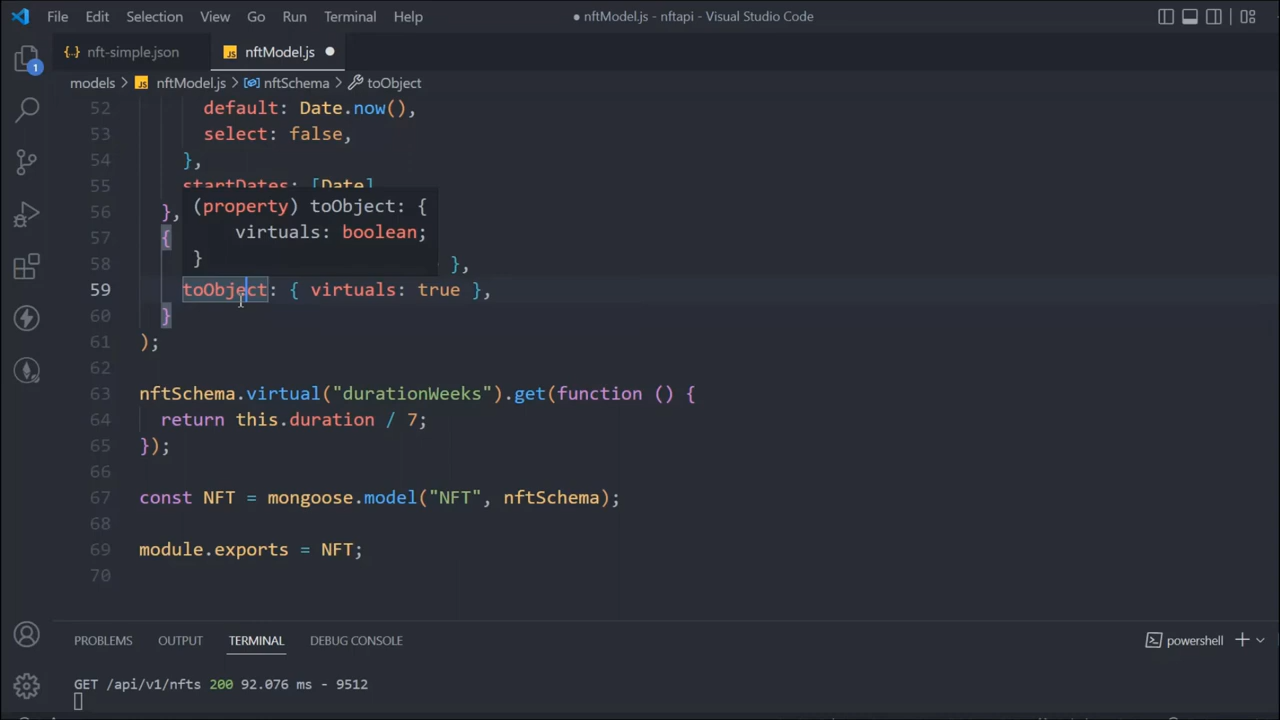 File Edit Selection View Go Run Terminal Help
● nftModel.js - nftapi - Visual Studio Code
1
{..} nft-simple.json
JS nftModel.js ●
models > JS nftModel.js > nftSchema > toObject
52 default: Date.now(),
53 select: false,
54 },
55 startDates: [Date]
56 },
(property) toObject: {
virtuals: boolean;
}
57 {
58 },
59 toObject: { virtuals: true },
60 }
61 );
62
63 nftSchema.virtual("durationWeeks").get(function () {
64 return this.duration / 7;
65 });
66
67 const NFT = mongoose.model("NFT", nftSchema);
68
69 module.exports = NFT;
70
PROBLEMS OUTPUT TERMINAL DEBUG CONSOLE
powershell
GET /api/v1/nfts 200 92.076 ms - 9512